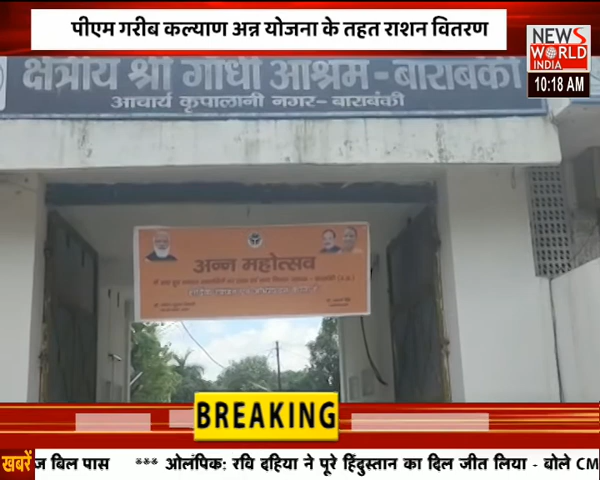 पीएम गरीब कल्याण अन्न योजना के तहत राशन वितरण
NEWS
WORLD
INDIA
10:18 AM
क्षेत्रीय श्री गांधी आश्रम-बाराबंकी
आचार्य कृपालानी नगर-बाराबंकी
अन्न महोत्सव
BREAKING
खबरें
ज बिल पास *** ओलंपिक: रवि दहिया ने पूरे हिंदुस्तान का दिल जीत लिया - बोले CM